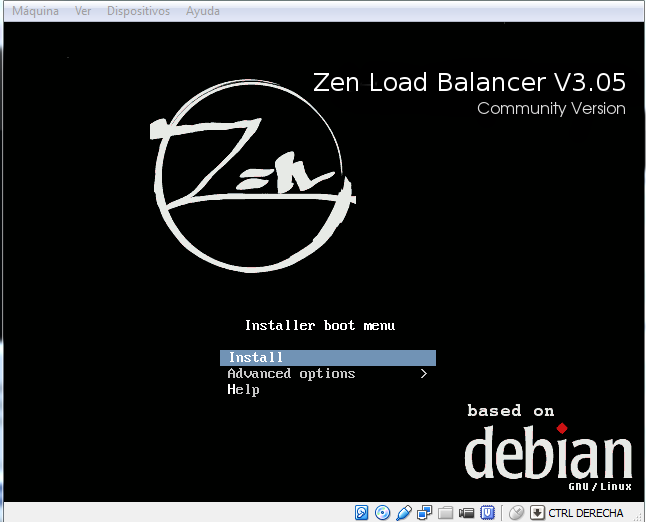 Máquina Ver Dispositivos Ayuda
Zen Load Balancer V3.05
Community Version
Zen
Installer boot menu
Install
Advanced options >
Help
based on
debian
GNU/Linux
CTRL DERECHA